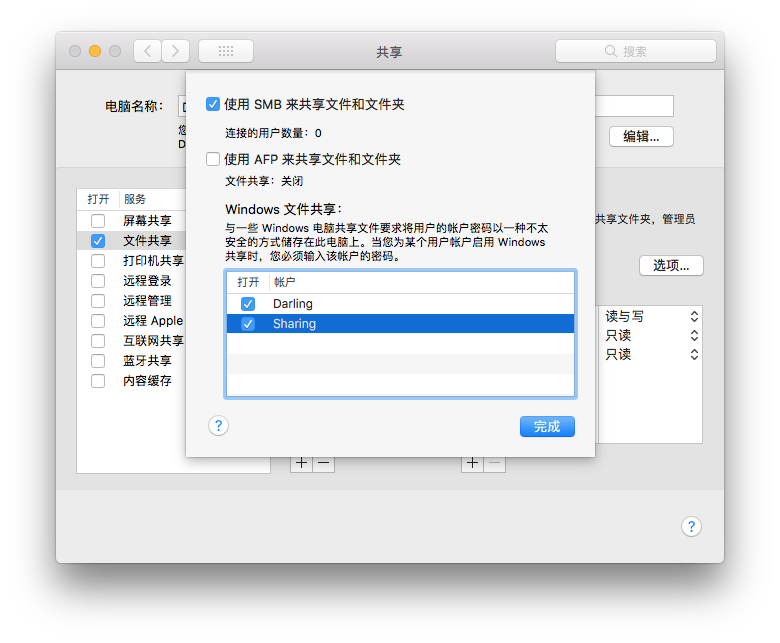 共享
搜索
电脑名称：
编辑...
使用 SMB 来共享文件和文件夹
连接的用户数量：0
使用 AFP 来共享文件和文件夹
文件共享：关闭
Windows 文件共享：
与一些 Windows 电脑共享文件要求将用户的帐户密码以一种不太
安全的方式储存在此电脑上。当您为某个用户帐户启用 Windows
共享时，您必须输入该帐户的密码。
打开 帐户
Darling
Sharing
?
完成
打开 服务
屏幕共享
文件共享
打印机共享
远程登录
远程管理
远程 Apple
互联网共享
蓝牙共享
内容缓存
共享文件夹，管理员
选项...
读与写
只读
只读
?